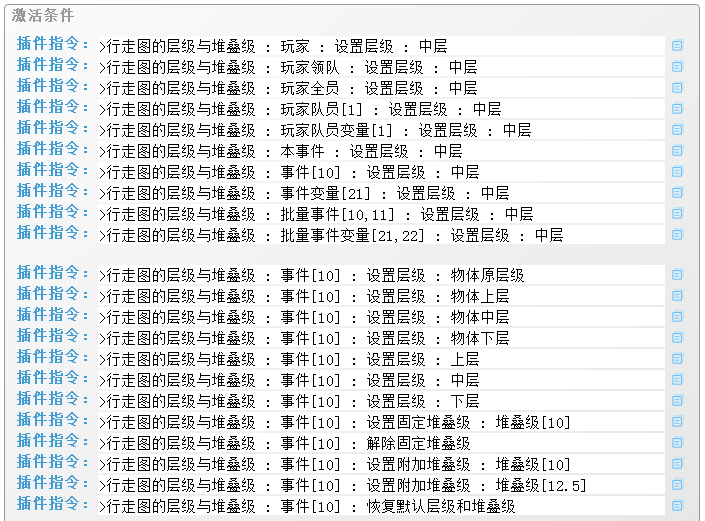 激活条件
插件指令：>行走图的层级与堆叠级 : 玩家 : 设置层级 : 中层
插件指令：>行走图的层级与堆叠级 : 玩家领队 : 设置层级 : 中层
插件指令：>行走图的层级与堆叠级 : 玩家全员 : 设置层级 : 中层
插件指令：>行走图的层级与堆叠级 : 玩家队员[1] : 设置层级 : 中层
插件指令：>行走图的层级与堆叠级 : 玩家队员变量[1] : 设置层级 : 中层
插件指令：>行走图的层级与堆叠级 : 本事件 : 设置层级 : 中层
插件指令：>行走图的层级与堆叠级 : 事件[10] : 设置层级 : 中层
插件指令：>行走图的层级与堆叠级 : 事件变量[21] : 设置层级 : 中层
插件指令：>行走图的层级与堆叠级 : 批量事件[10,11] : 设置层级 : 中层
插件指令：>行走图的层级与堆叠级 : 批量事件变量[21,22] : 设置层级 : 中层
插件指令：>行走图的层级与堆叠级 : 事件[10] : 设置层级 : 物体原层级
插件指令：>行走图的层级与堆叠级 : 事件[10] : 设置层级 : 物体上层
插件指令：>行走图的层级与堆叠级 : 事件[10] : 设置层级 : 物体中层
插件指令：>行走图的层级与堆叠级 : 事件[10] : 设置层级 : 物体下层
插件指令：>行走图的层级与堆叠级 : 事件[10] : 设置层级 : 上层
插件指令：>行走图的层级与堆叠级 : 事件[10] : 设置层级 : 中层
插件指令：>行走图的层级与堆叠级 : 事件[10] : 设置层级 : 下层
插件指令：>行走图的层级与堆叠级 : 事件[10] : 设置固定堆叠级 : 堆叠级[10]
插件指令：>行走图的层级与堆叠级 : 事件[10] : 解除固定堆叠级
插件指令：>行走图的层级与堆叠级 : 事件[10] : 设置附加堆叠级 : 堆叠级[10]
插件指令：>行走图的层级与堆叠级 : 事件[10] : 设置附加堆叠级 : 堆叠级[12.5]
插件指令：>行走图的层级与堆叠级 : 事件[10] : 恢复默认层级和堆叠级